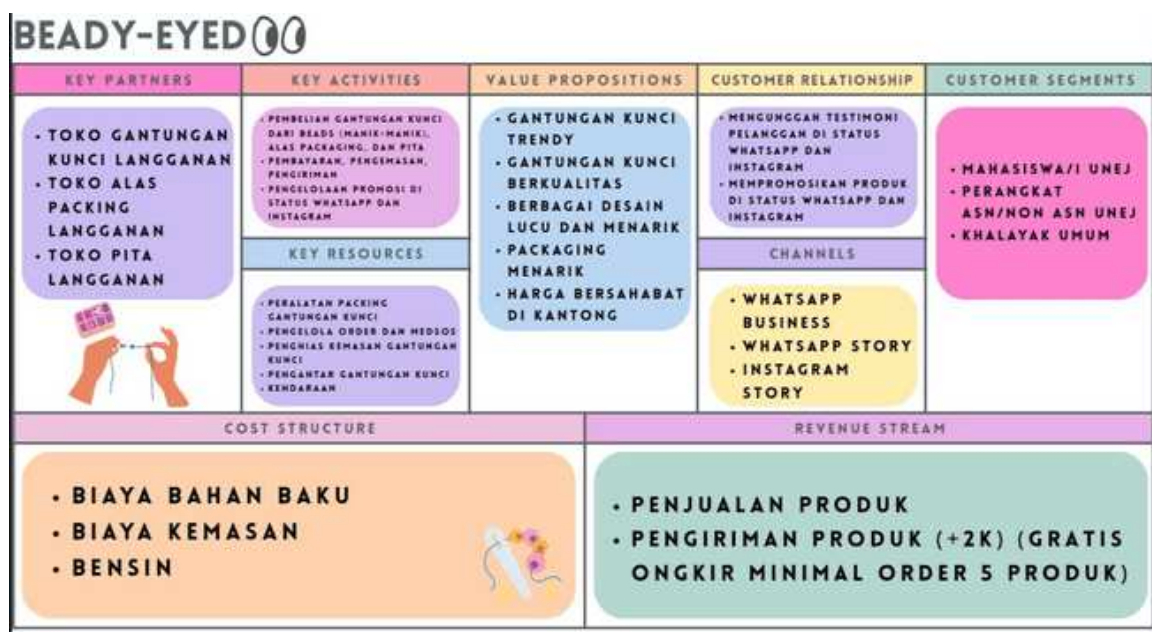 BEADY-EYED
KEY PARTNERS
• TOKO GANTUNGAN
KUNCI LANGGANAN
• TOKO ALAS
PACKING
LANGGANAN
• TOKO PITA
LANGGANAN
KEY ACTIVITIES
• PEMBELIAN GANTUNGAN KUNCI
DARI BEADS (MANIK-MANIK),
ALAS PACKAGING, DAN PITA
• PEMBAYARAN, PENGEMASAN,
PENGIRIMAN
• PENGELOLAAN PROMOSI DI
STATUS WHATSAPP DAN
INSTAGRAM
KEY RESOURCES
• PERALATAN PACKING
GANTUNGAN KUNCI
• PENGELOLA ORDER DAN MEDSOS
• PENGHIAS KEMASAN GANTUNGAN
KUNCI
• PENGANTAR GANTUNGAN KUNCI
• KENDARAAN
VALUE PROPOSITIONS
• GANTUNGAN KUNCI
TRENDY
• GANTUNGAN KUNCI
BERKUALITAS
• BERBAGAI DESAIN
LUCU DAN MENARIK
• PACKAGING
MENARIK
• HARGA BERSAHABAT
DI KANTONG
CUSTOMER RELATIONSHIP
• MENGUNGGAH TESTIMONI
PELANGGAN DI STATUS
WHATSAPP DAN
INSTAGRAM
• MEMPROMOSIKAN PRODUK
DI STATUS WHATSAPP DAN
INSTAGRAM
CHANNELS
• WHATSAPP
BUSINESS
• WHATSAPP STORY
• INSTAGRAM
STORY
CUSTOMER SEGMENTS
• MAHASISWA/I UNEJ
• PERANGKAT
ASN/NON ASN UNEJ
• KHALAYAK UMUM
COST STRUCTURE
• BIAYA BAHAN BAKU
• BIAYA KEMASAN
• BENSIN
REVENUE STREAM
• PENJUALAN PRODUK
• PENGIRIMAN PRODUK (+2K) (GRATIS
ONGKIR MINIMAL ORDER 5 PRODUK)